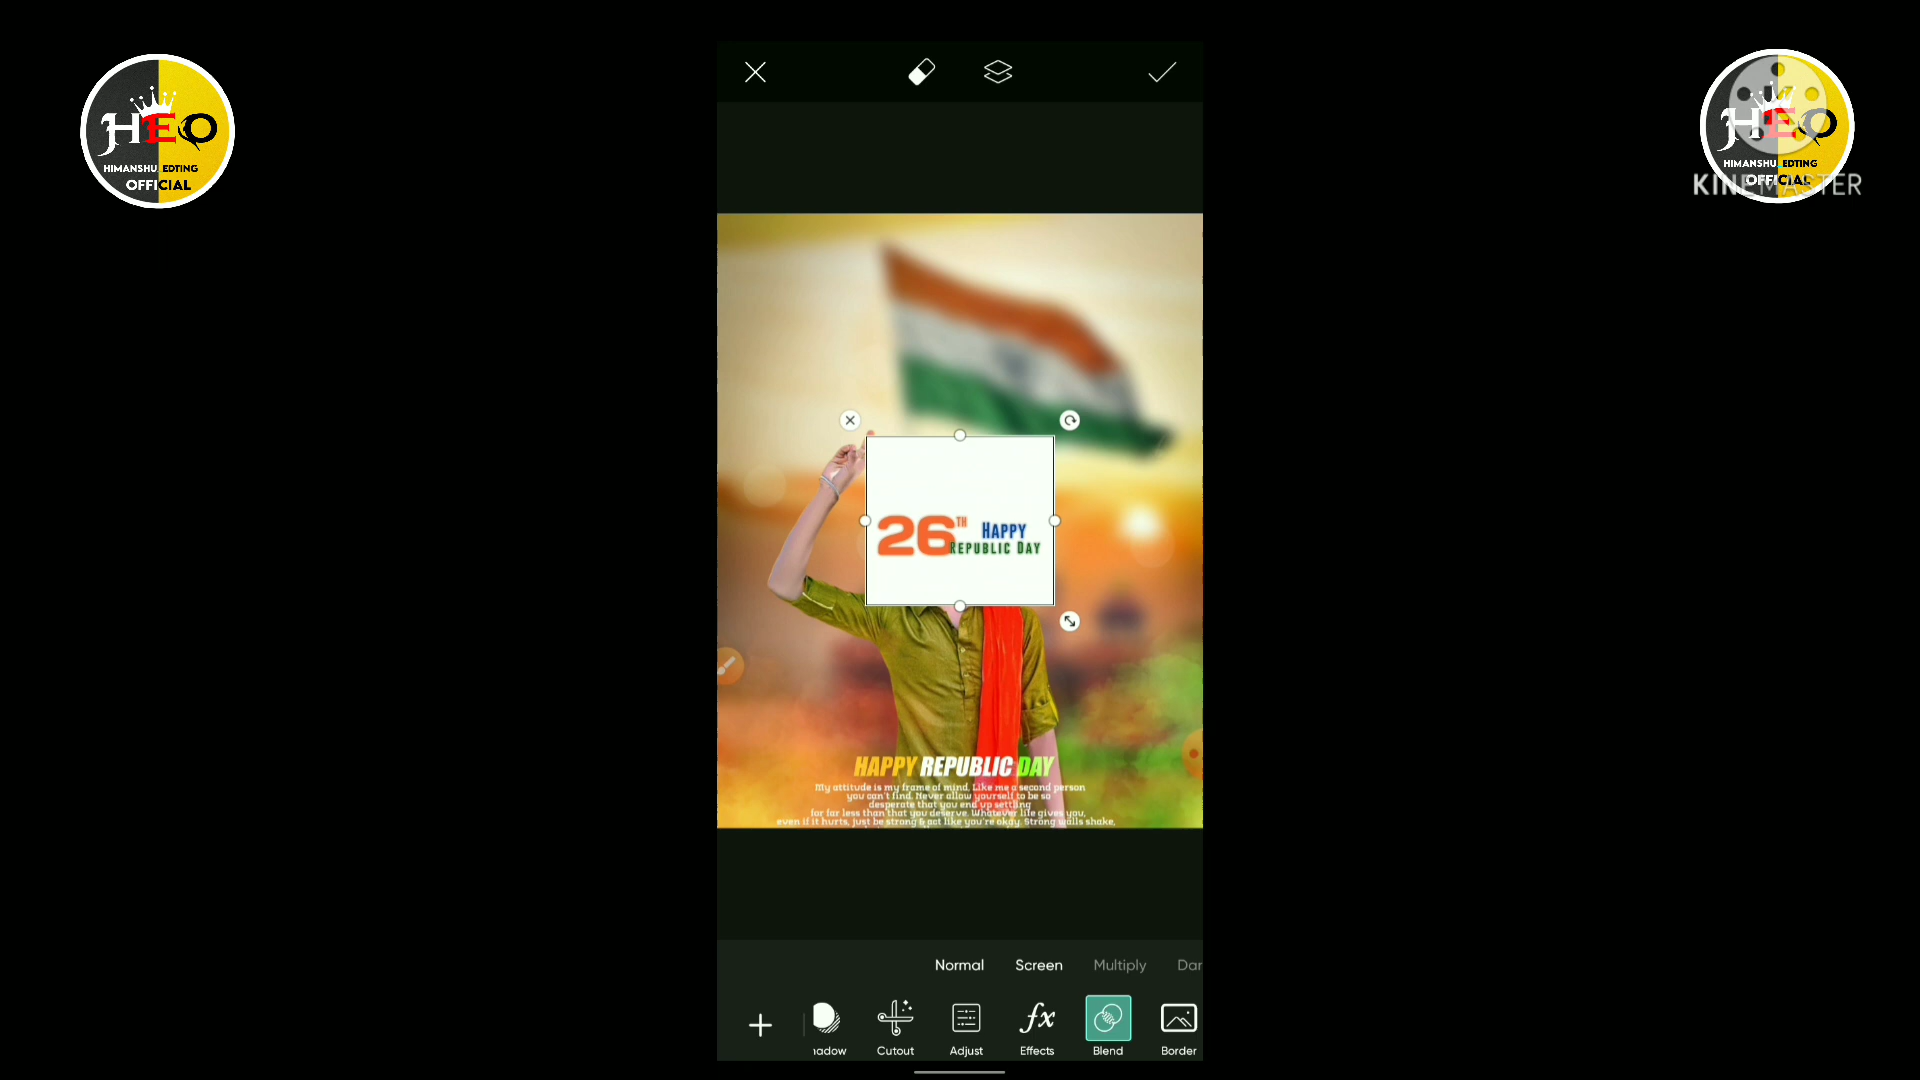 HEO
HIMANSHU EDTING
OFFICIAL
HEO
HIMANSHU EDTING
OFFICIAL
KINEMASTER
26TH HAPPY
REPUBLIC DAY
HAPPY REPUBLIC DAY
My attitude is my frame of mind, Like me a second person
you can't find. Never allow yourself to be so
desperate that you end up settling
for far less than that you deserve. Whatever life gives you,
even if it hurts, just be strong & act like you're okay. Strong walls shake,
Normal Screen Multiply Dar
hadow Cutout Adjust Effects Blend Border